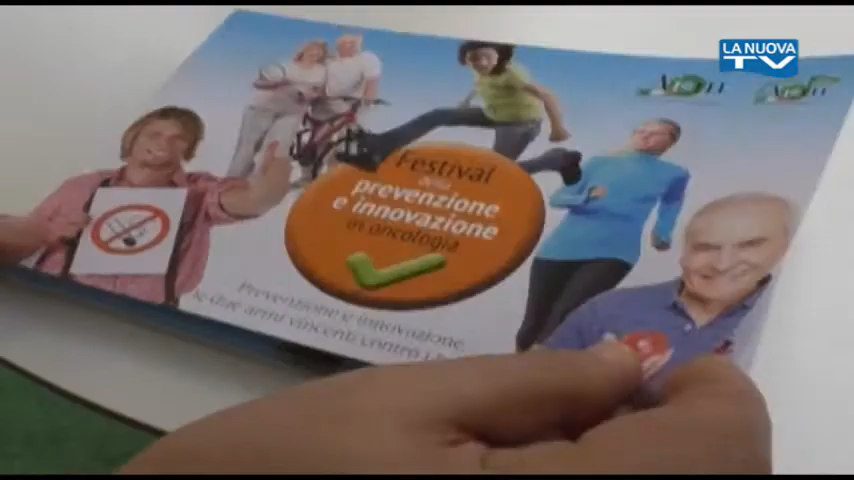 LA NUOVA
TV
Festival
della
prevenzione
e innovazione
in oncologia
Prevenzione e innovazione,
le due armi vincenti contro